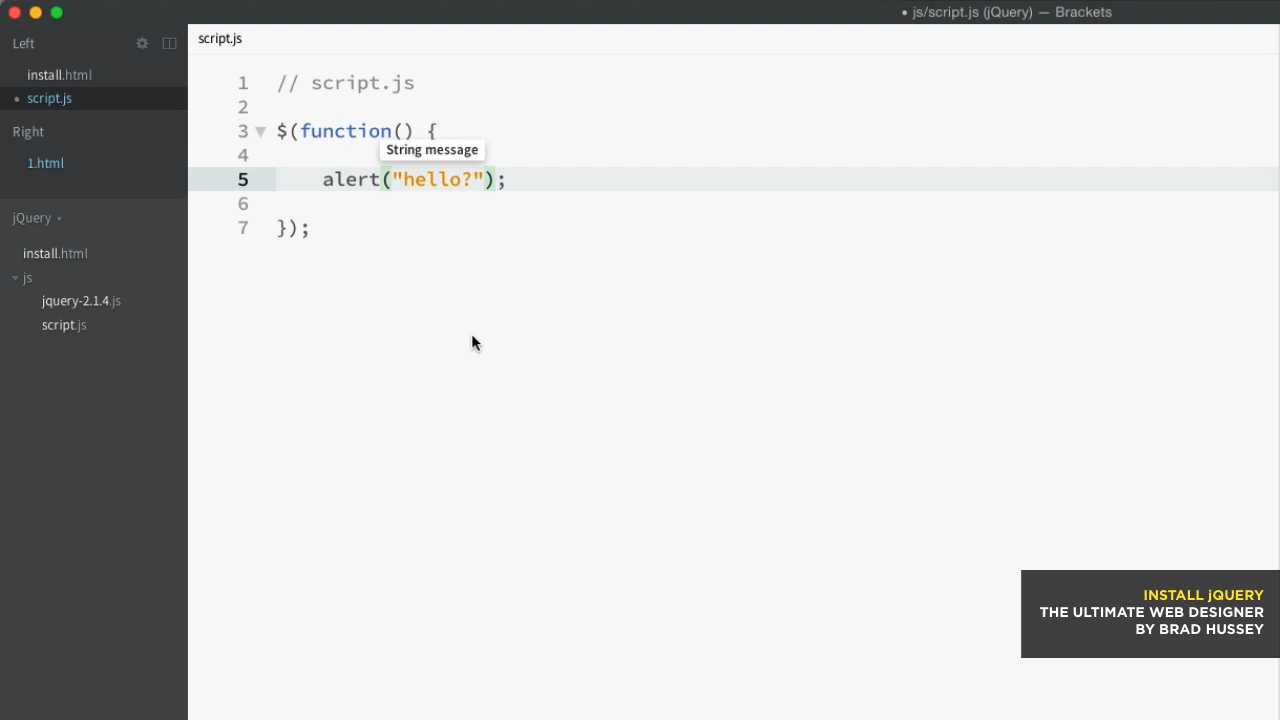 • js/script.js (jQuery) — Brackets
Left
install.html
script.js
Right
1.html
jQuery
install.html
js
jquery-2.1.4.js
script.js
script.js
1 // script.js
2
3 $(function() {
String message
4
5 alert("hello?");
6
7 });
INSTALL jQUERY
THE ULTIMATE WEB DESIGNER
BY BRAD HUSSEY